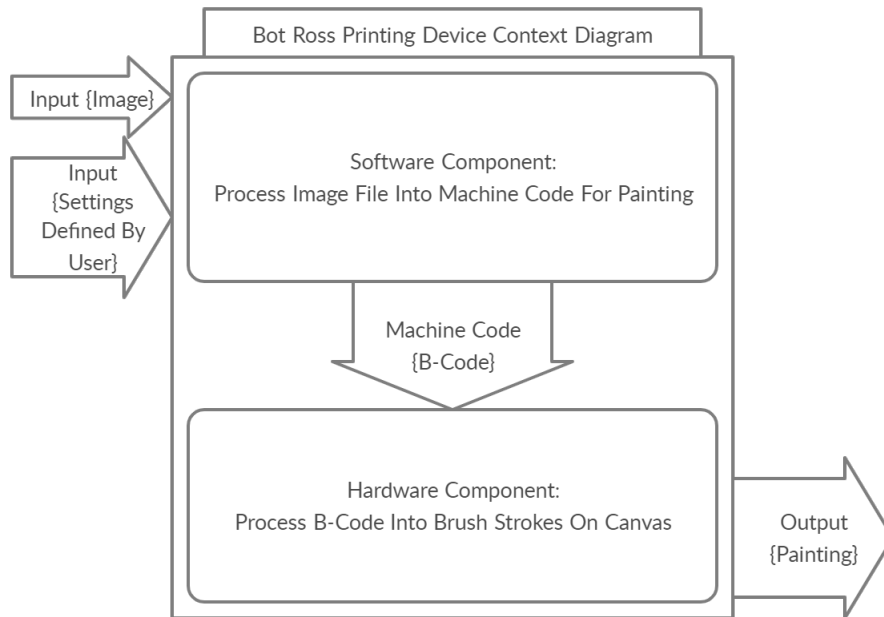 Bot Ross Printing Device Context Diagram
Input {Image}
Input
{Settings
Defined By
User}
Software Component:
Process Image File Into Machine Code For Painting
Machine Code
{B-Code}
Hardware Component:
Process B-Code Into Brush Strokes On Canvas
Output
{Painting}